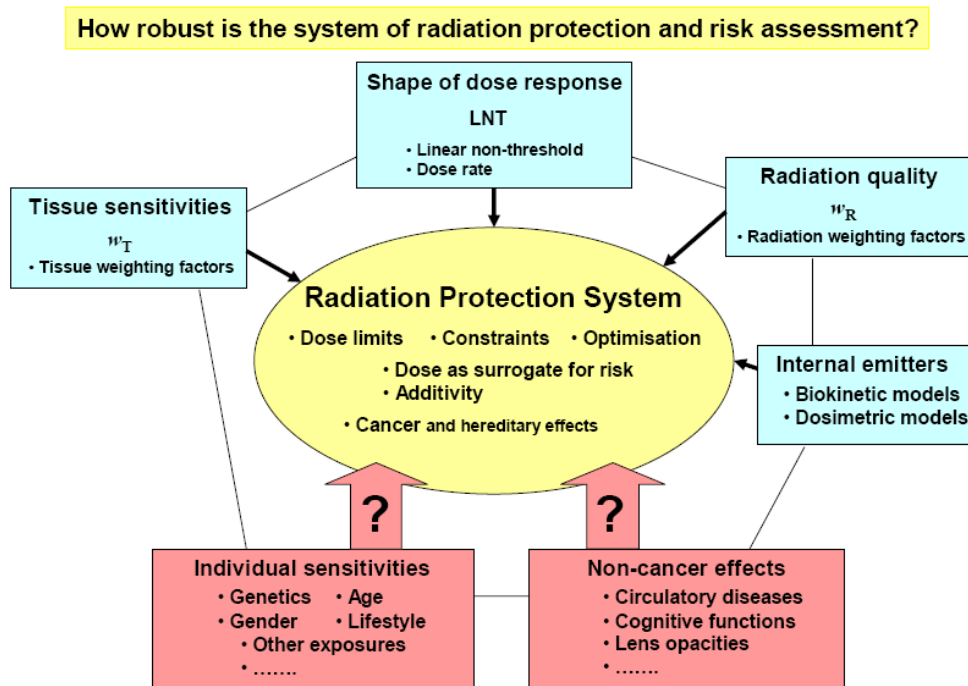 How robust is the system of radiation protection and risk assessment?
Shape of dose response
LNT
• Linear non-threshold
• Dose rate
Tissue sensitivities
wT
• Tissue weighting factors
Radiation quality
wR
• Radiation weighting factors
Radiation Protection System
• Dose limits • Constraints • Optimisation
• Dose as surrogate for risk
• Additivity
• Cancer and hereditary effects
Internal emitters
• Biokinetic models
• Dosimetric models
?
?
Individual sensitivities
• Genetics • Age
• Gender • Lifestyle
• Other exposures
• …….
Non-cancer effects
• Circulatory diseases
• Cognitive functions
• Lens opacities
• …….